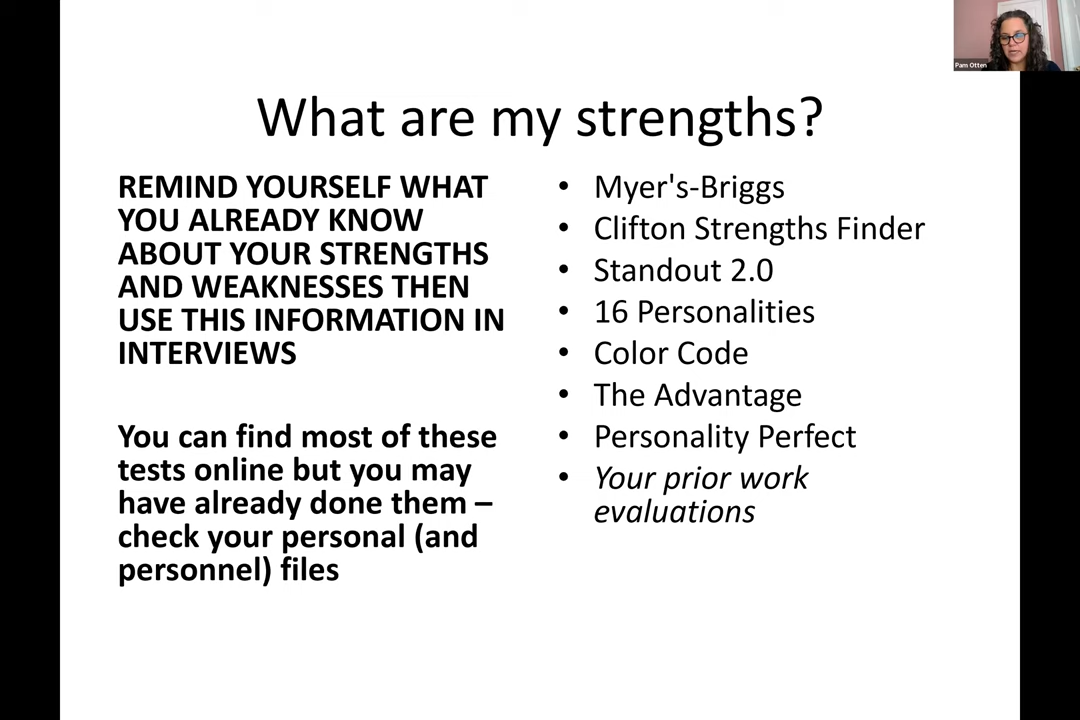 Pam Otten
What are my strengths?
REMIND YOURSELF WHAT
YOU ALREADY KNOW
ABOUT YOUR STRENGTHS
AND WEAKNESSES THEN
USE THIS INFORMATION IN
INTERVIEWS
You can find most of these
tests online but you may
have already done them –
check your personal (and
personnel) files
• Myer's-Briggs
• Clifton Strengths Finder
• Standout 2.0
• 16 Personalities
• Color Code
• The Advantage
• Personality Perfect
• Your prior work
evaluations